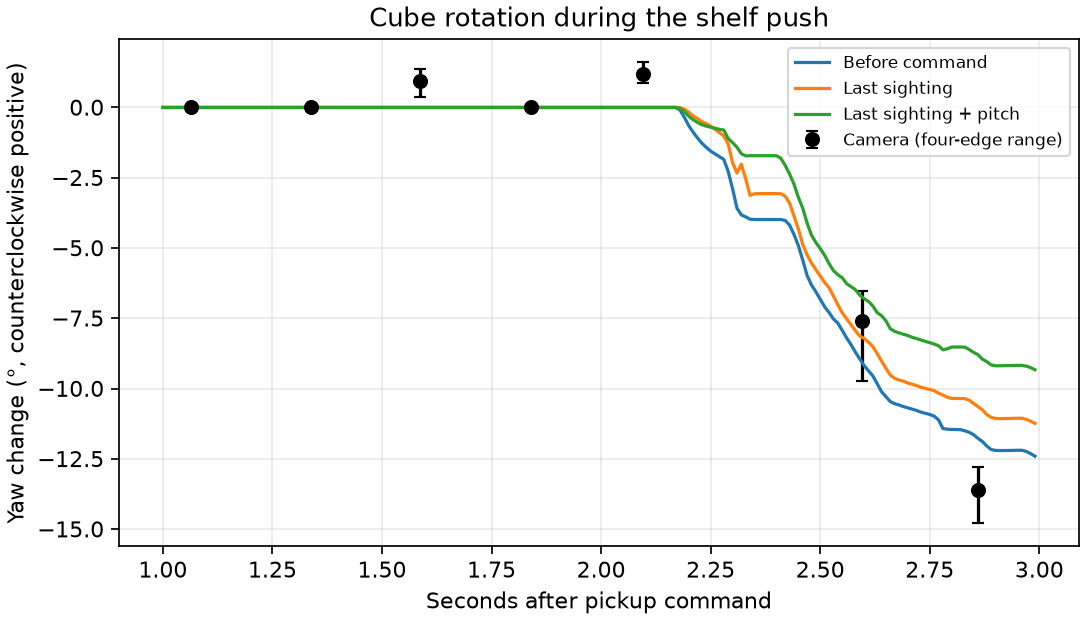 Cube rotation during the shelf push
Yaw change (°, counterclockwise positive)
0.0
−2.5
−5.0
−7.5
−10.0
−12.5
−15.0
Before command
Last sighting
Last sighting + pitch
Camera (four-edge range)
1.00 1.25 1.50 1.75 2.00 2.25 2.50 2.75 3.00
Seconds after pickup command